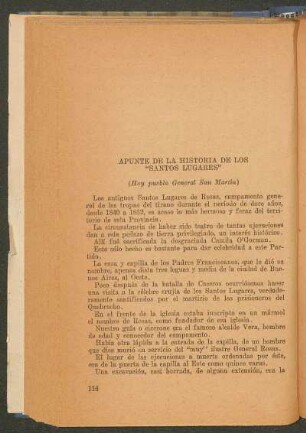 APUNTE DE LA HISTORIA DE LOS
"SANTOS LUGARES"
(Hoy pueblo General San Martín)
Los antiguos Santos Lugares de Rosas, campamento gene-
ral de las tropas del tirano durante el período de doce años,
desde 1840 a 1852, es acaso lo más horroroso y feraz del territo-
rio de esta Provincia.
La circunstancia de haber sido teatro de tantas ejecuciones
dan a este pedazo de tierra privilegiada, un interés histórico.
Allí fué sacrificada la desgraciada Camila O'Gorman.
Este sólo hecho es bastante para dar celebridad a este Par-
tido.
La casa y capilla de los Padres Franciscanos, que le dió su
nombre, apenas dista tres leguas y media de la ciudad de Bue-
nos Aires, al Oeste.
Poco después de la batalla de Caseros ocurriósenos hacer
una visita a la célebre crujía de los Santos Lugares, verdade-
ramente santificados por el martirio de los prisioneros del
Quebracho.
En el frente de la iglesia estaba inscripto en un mármol
el nombre de Rosas, como fundador de esa iglesia.
Nuestro guía o cicerone era el famoso alcalde Vera, hombre
de edad y conocedor del campamento.
Había otra lápida a la entrada de la capilla, de un hombre
que dice murió en servicio del "muy" ilustre General Rosas.
El lugar de las ejecuciones a muerte ordenadas por éste,
era de la puerta de la capilla al Este como quince varas.
Una excavación, casi borrada, de alguna extensión, era la
114